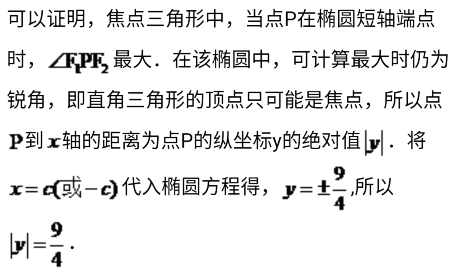 可以证明，焦点三角形中，当点P在椭圆短轴端点
时，∠F₁PF₂ 最大．在该椭圆中，可计算最大时仍为
锐角，即直角三角形的顶点只可能是焦点，所以点
P到 x轴的距离为点P的纵坐标y的绝对值|y|．将
x=c(或-c)代入椭圆方程得，y=±9/4,所以
|y|=9/4．